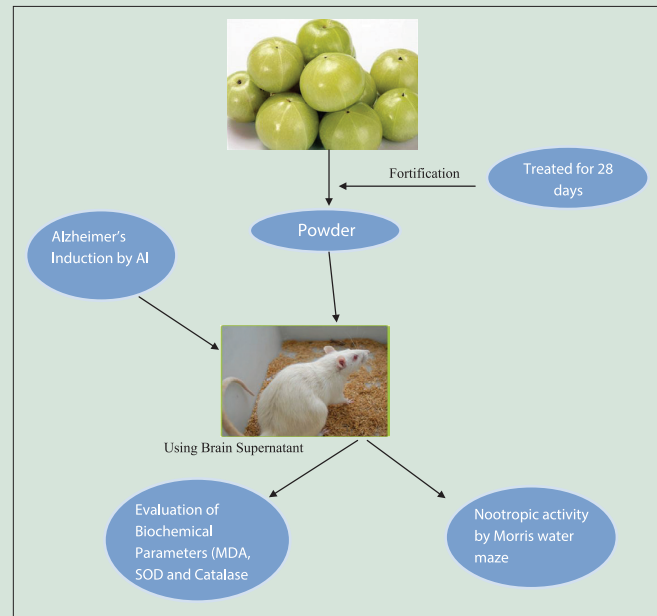 Fortification
Treated for 28
days
Powder
Alzheimer's
Induction by Al
Using Brain Supernatant
Evaluation of
Biochemical
Parameters (MDA,
SOD and Catalase
Nootropic activity
by Morris water
maze